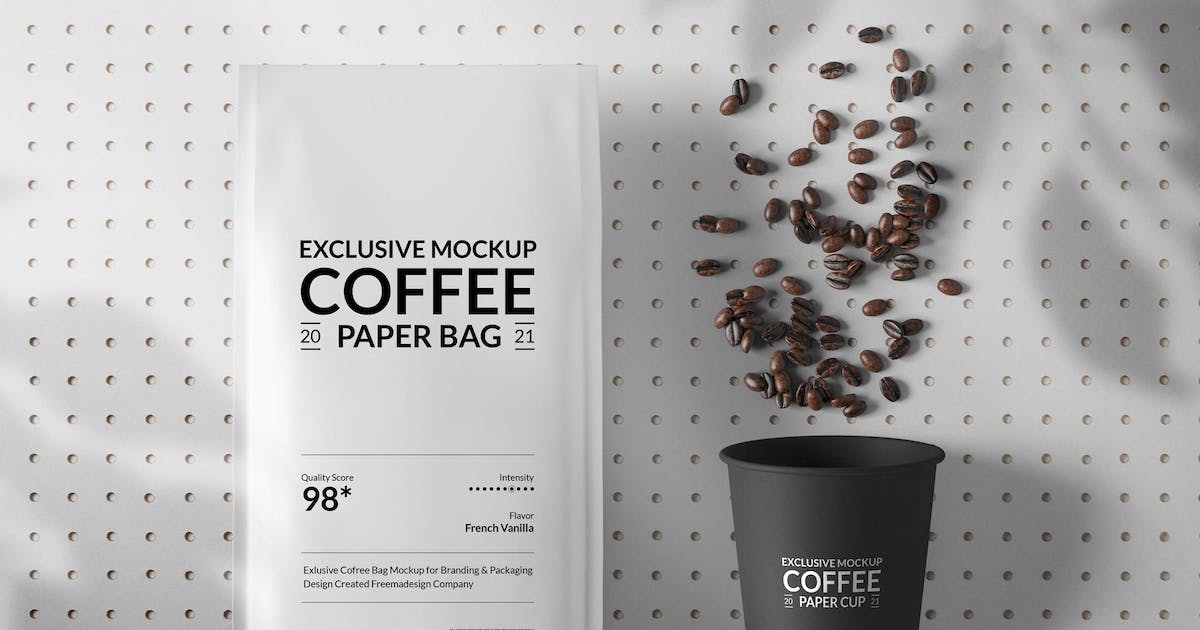 EXCLUSIVE MOCKUP
COFFEE
20 PAPER BAG 21
Quality Score
98*
Intensity
Flavor
French Vanilla
Exlusive Cofree Bag Mockup for Branding & Packaging
Design Created Freemadesign Company
EXCLUSIVE MOCKUP
COFFEE
20 PAPER CUP 21